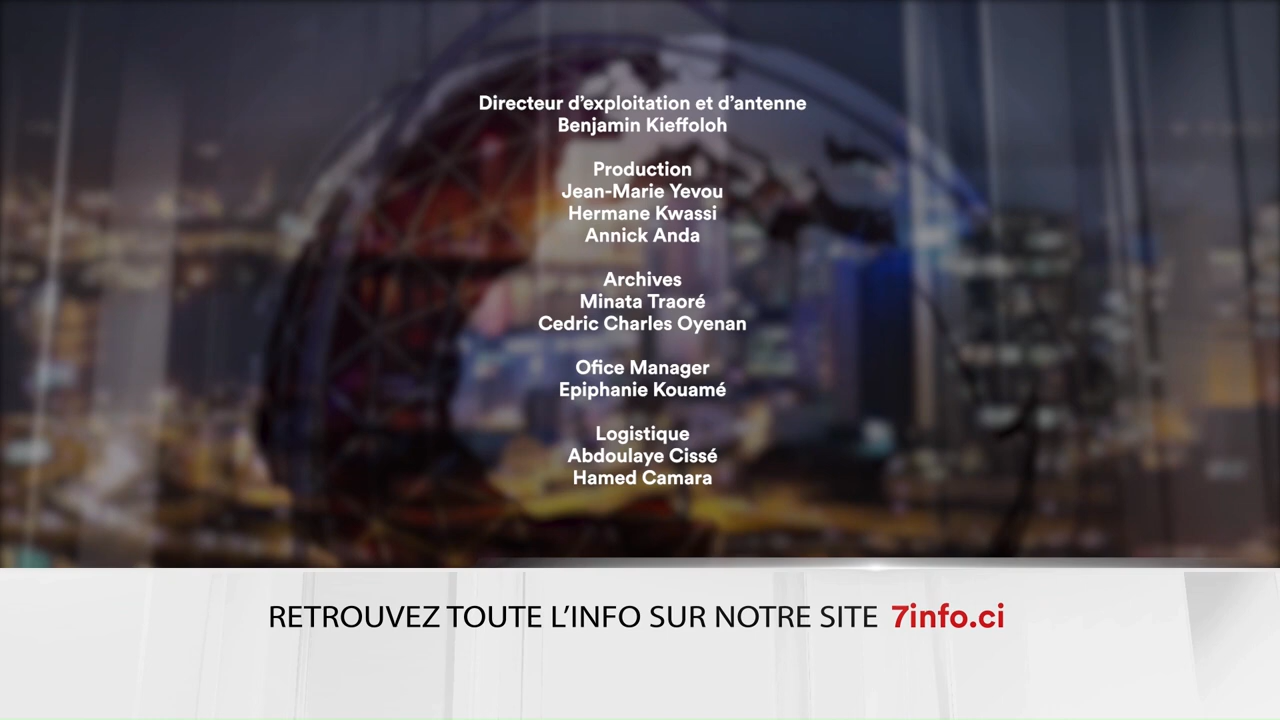 Directeur d’exploitation et d’antenne
Benjamin Kieffoloh
Production
Jean-Marie Yevou
Hermane Kwassi
Annick Anda
Archives
Minata Traoré
Cedric Charles Oyenan
Ofice Manager
Epiphanie Kouamé
Logistique
Abdoulaye Cissé
Hamed Camara
RETROUVEZ TOUTE L’INFO SUR NOTRE SITE 7info.ci